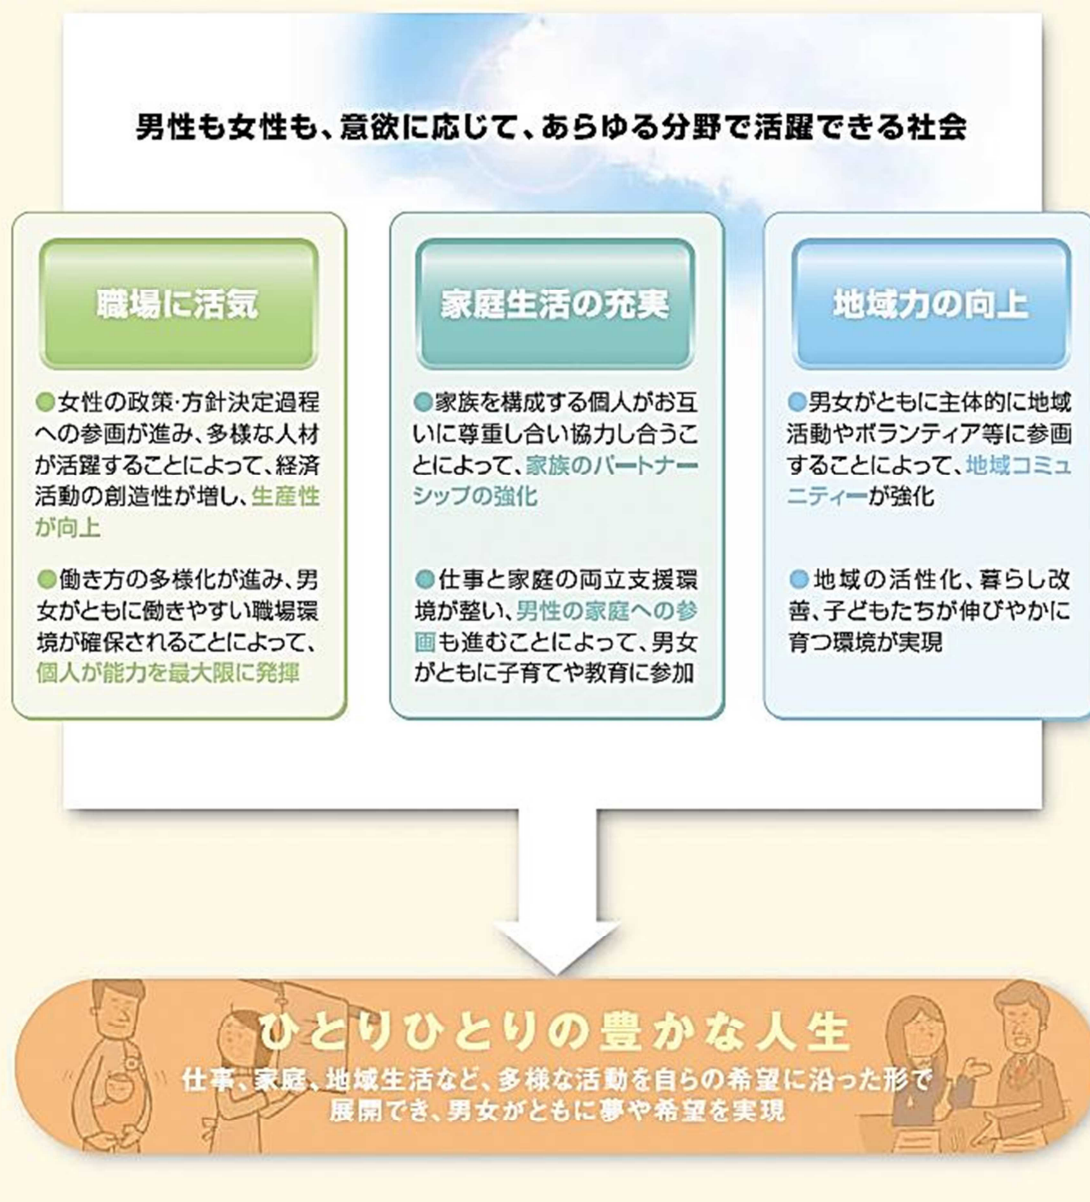 男性も女性も、意欲に応じて、あらゆる分野で活躍できる社会
職場に活気
●女性の政策・方針決定過程
への参画が進み、多様な人材
が活躍することによって、経済
活動の創造性が増し、生産性
が向上
●働き方の多様化が進み、男
女がともに働きやすい職場環
境が確保されることによって、
個人が能力を最大限に発揮
家庭生活の充実
●家族を構成する個人がお互
いに尊重し合い協力し合うこ
とによって、家族のパートナー
シップの強化
●仕事と家庭の両立支援環
境が整い、男性の家庭への参
画も進むことによって、男女
がともに子育てや教育に参加
地域力の向上
●男女がともに主体的に地域
活動やボランティア等に参画
することによって、地域コミュ
ニティーが強化
●地域の活性化、暮らし改
善、子どもたちが伸びやかに
育つ環境が実現
ひとりひとりの豊かな人生
仕事、家庭、地域生活など、多様な活動を自らの希望に沿った形で
展開でき、男女がともに夢や希望を実現